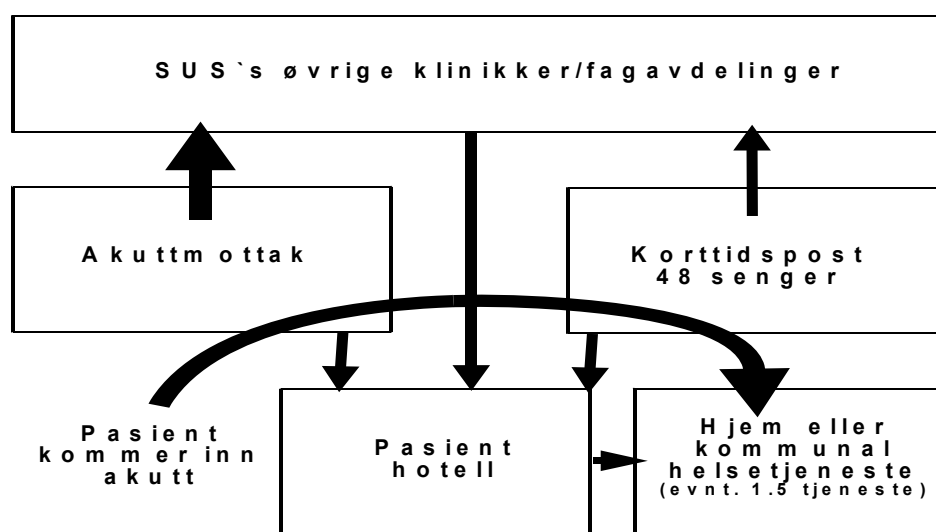 SUS`s øvrige klinikker/fagavdelinger
Akuttmottak
Korttidspost
48 senger
Pasient
kommer inn
akutt
Pasient
hotell
Hjem eller
kommunal
helsetjeneste
(evnt. 1.5 tjeneste)